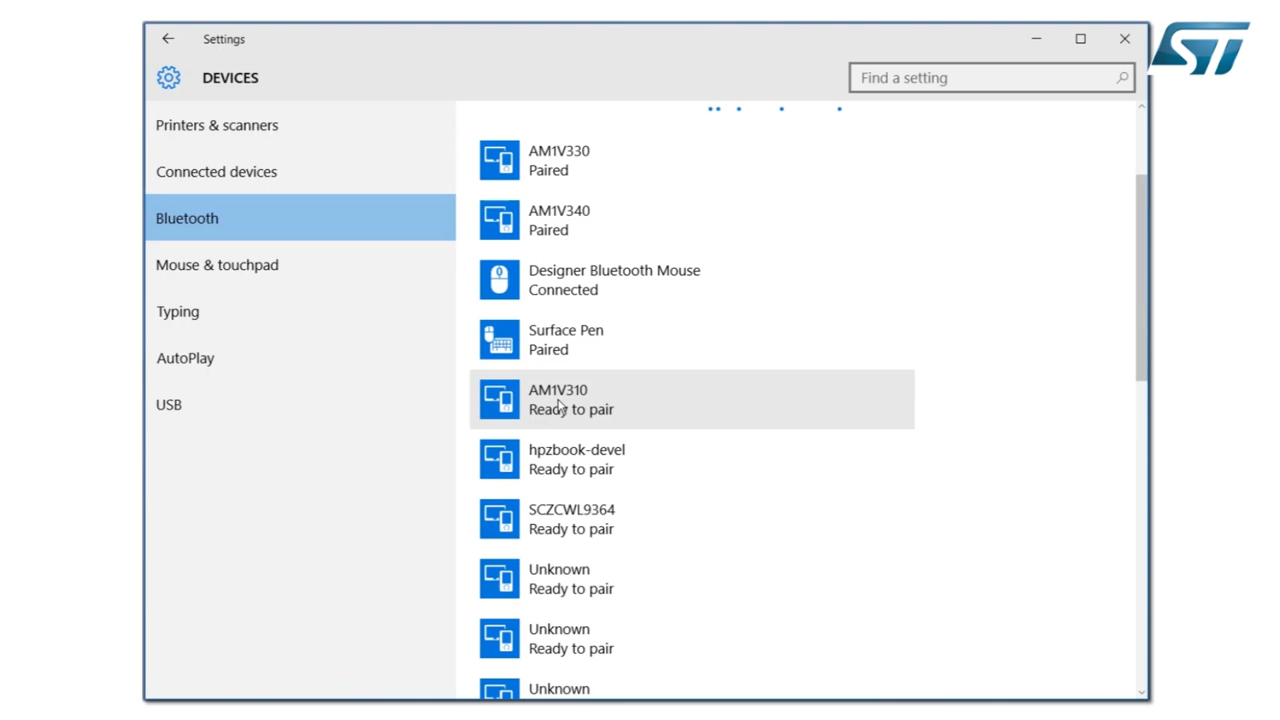 Settings
DEVICES
Find a setting
Printers & scanners
Connected devices
Bluetooth
Mouse & touchpad
Typing
AutoPlay
USB
AM1V330
Paired
AM1V340
Paired
Designer Bluetooth Mouse
Connected
Surface Pen
Paired
AM1V310
Ready to pair
hpzbook-devel
Ready to pair
SCZCWL9364
Ready to pair
Unknown
Ready to pair
Unknown
Ready to pair
Unknown
ST